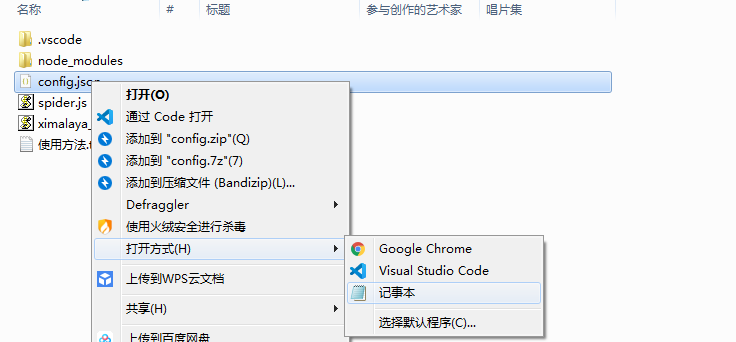 名称 # 标题 参与创作的艺术家 唱片集
.vscode
node_modules
config.json
spider.js
ximalaya_
使用方法.
打开(O)
通过 Code 打开
添加到 "config.zip"(Q)
添加到 "config.7z"(7)
添加到压缩文件 (Bandizip)(L)...
Defraggler
使用火绒安全进行杀毒
打开方式(H)
上传到WPS云文档
共享(H)
上传到百度网盘
Google Chrome
Visual Studio Code
记事本
选择默认程序(C)...